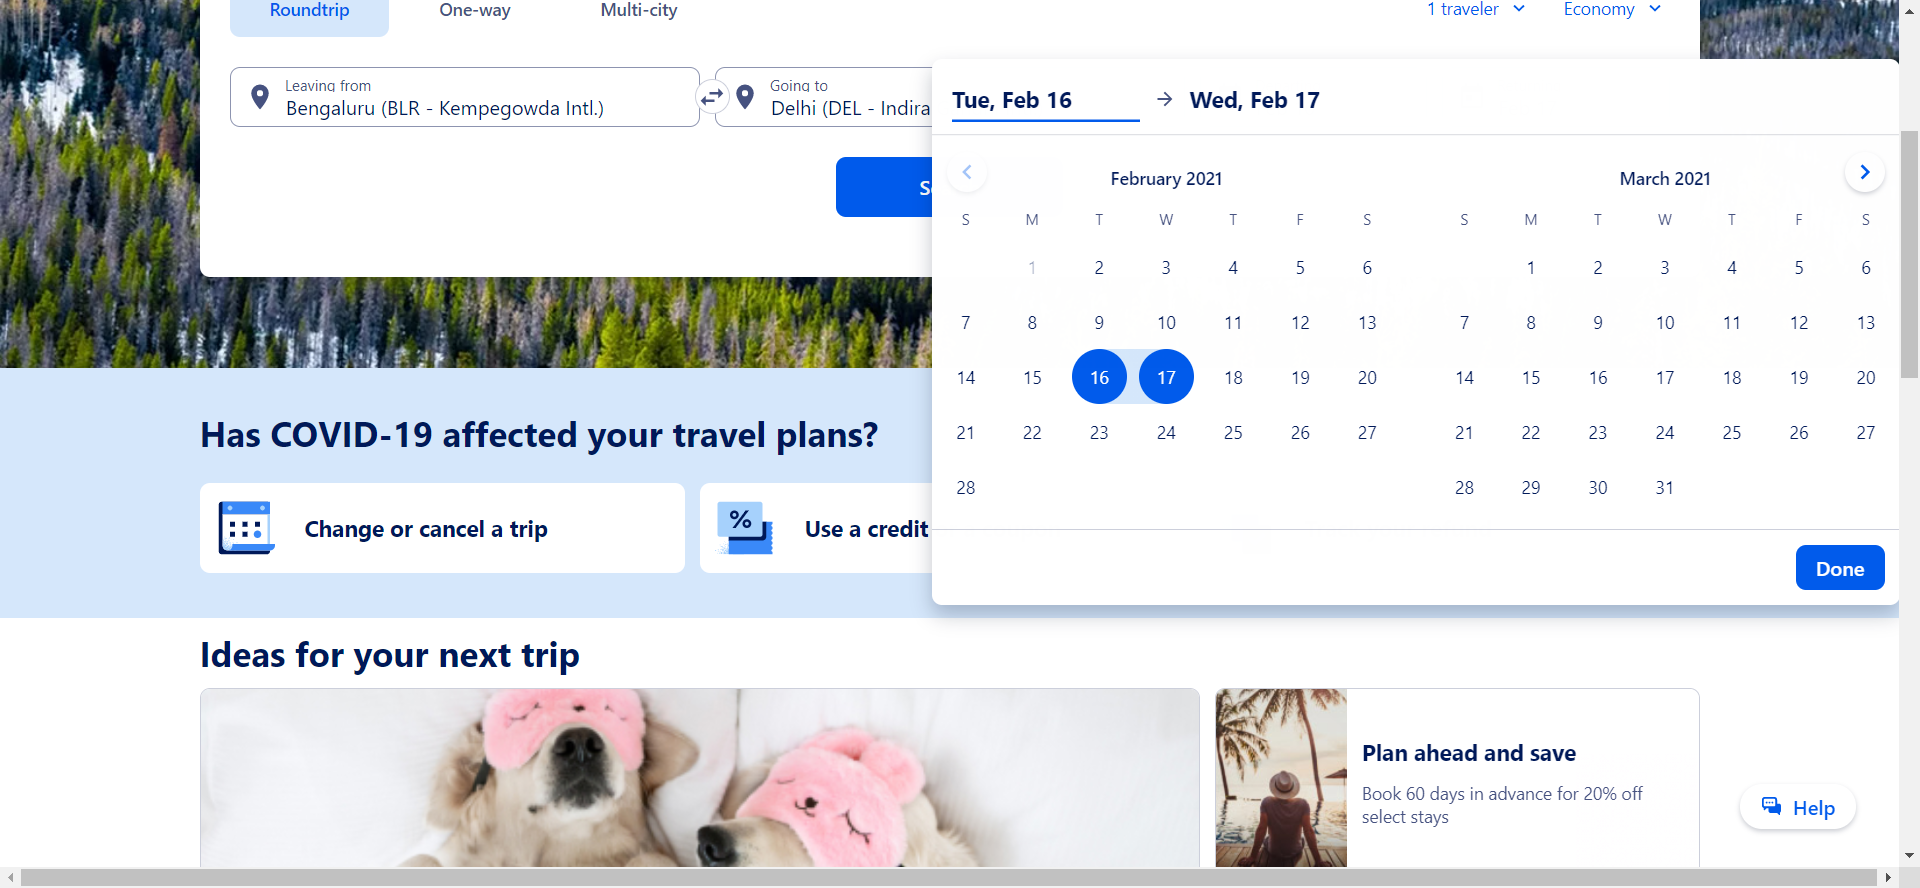 Roundtrip One-way Multi-city 1 traveler Economy
Leaving from
Bengaluru (BLR - Kempegowda Intl.)
Going to
Delhi (DEL - Indira
S
Tue, Feb 16 → Wed, Feb 17
February 2021
S M T W T F S
1 2 3 4 5 6
7 8 9 10 11 12 13
14 15 16 17 18 19 20
21 22 23 24 25 26 27
28
March 2021
S M T W T F S
1 2 3 4 5 6
7 8 9 10 11 12 13
14 15 16 17 18 19 20
21 22 23 24 25 26 27
28 29 30 31
Done
Has COVID-19 affected your travel plans?
Change or cancel a trip
%
Use a credit
Ideas for your next trip
Plan ahead and save
Book 60 days in advance for 20% off
select stays
Help